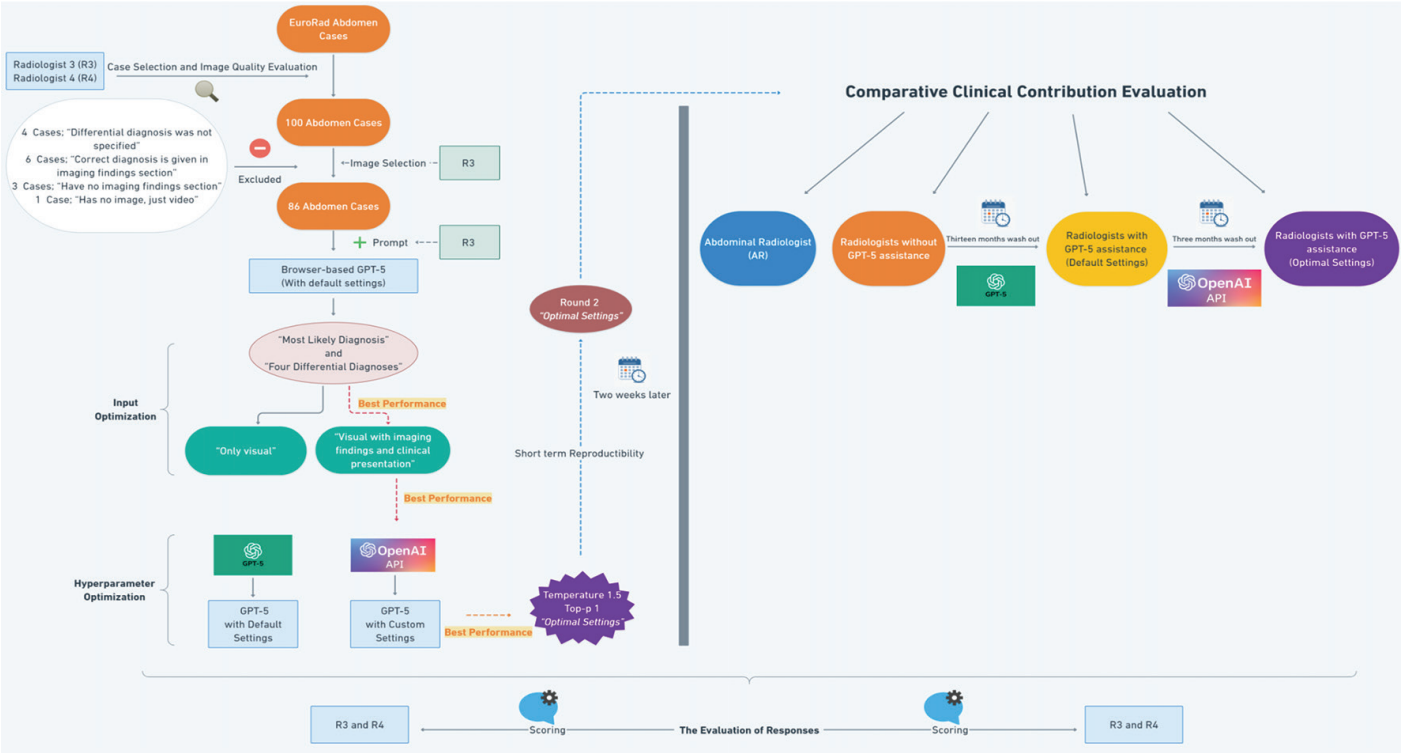 EuroRad Abdomen
Cases
Radiologist 3 (R3)
Radiologist 4 (R4)
Case Selection and Image Quality Evaluation
100 Abdomen Cases
4 Cases; "Differential diagnosis was not
specified"
6 Cases; "Correct diagnosis is given in
imaging findings section"
3 Cases; "Have no imaging findings section"
1 Case; "Has no image, just video"
Excluded
Image Selection
R3
86 Abdomen Cases
Prompt
R3
Browser-based GPT-5
(With default settings)
"Most Likely Diagnosis"
and
"Four Differential Diagnoses"
Input
Optimization
Best Performance
"Only visual"
"Visual with imaging
findings and clinical
presentation"
Best Performance
Hyperparameter
Optimization
GPT-5
OpenAI
API
GPT-5
with Default
Settings
GPT-5
with Custom
Settings
Best Performance
Temperature 1.5
Top-p 1
"Optimal Settings"
Short term Reproducibility
Two weeks later
Round 2
"Optimal Settings"
Comparative Clinical Contribution Evaluation
Abdominal Radiologist
(AR)
Radiologists without
GPT-5 assistance
Thirteen months wash out
GPT-5
Radiologists with
GPT-5 assistance
(Default Settings)
Three months wash out
OpenAI
API
Radiologists with GPT-5
assistance
(Optimal Settings)
R3 and R4
Scoring
The Evaluation of Responses
Scoring
R3 and R4